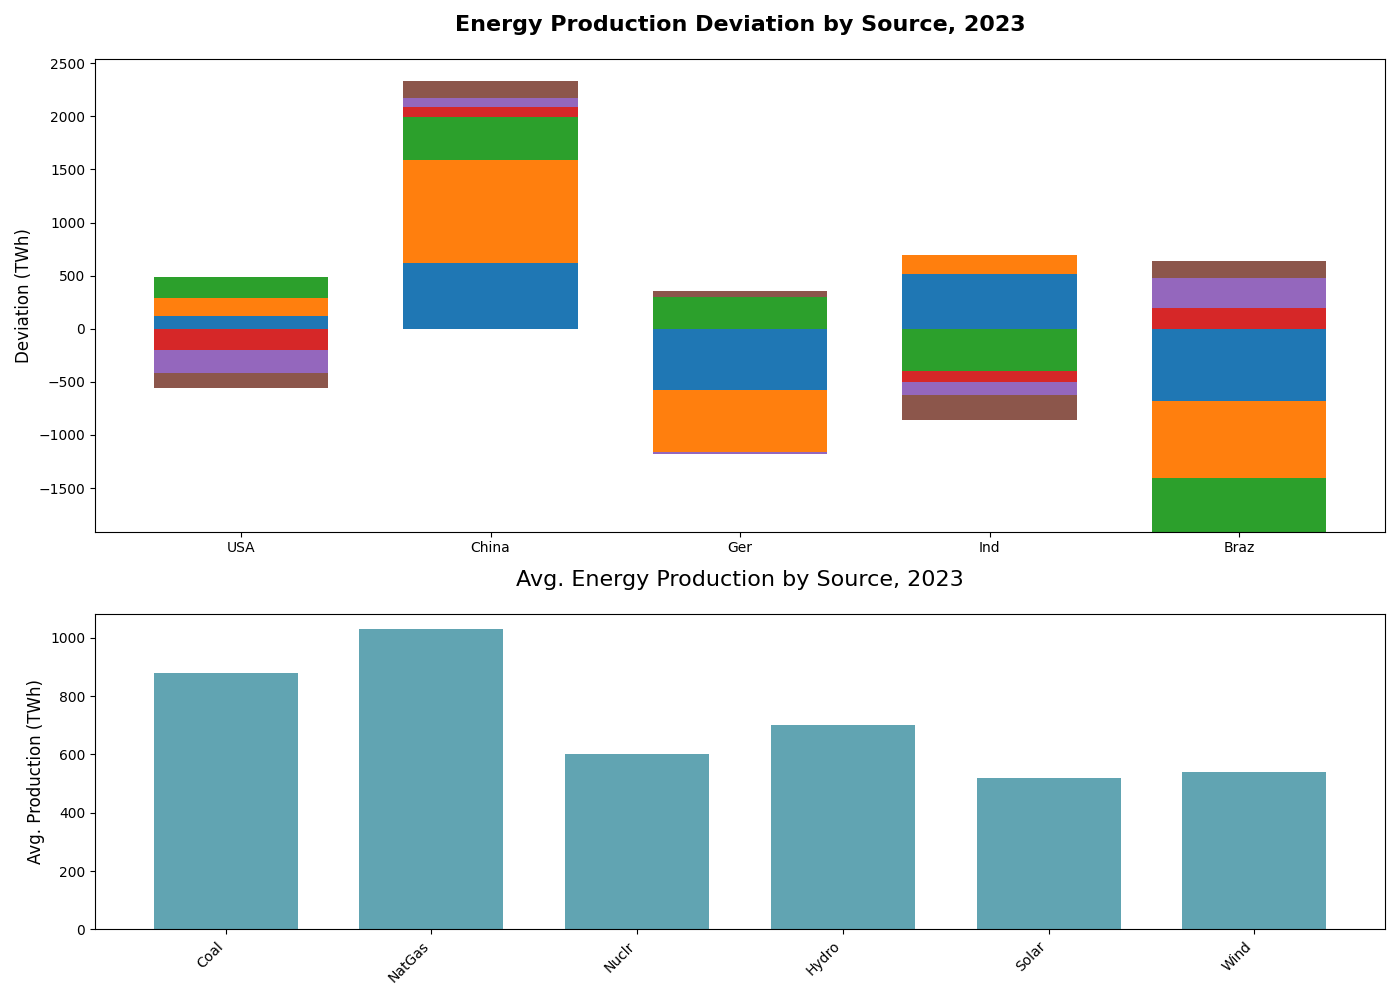 Energy Production Deviation by Source, 2023
2500
2000
1500
1000
500
0
−500
−1000
−1500
Deviation (TWh)
USA China Ger Ind Braz
Avg. Energy Production by Source, 2023
1000
800
600
400
200
0
Avg. Production (TWh)
Coal NatGas Nuclr Hydro Solar Wind